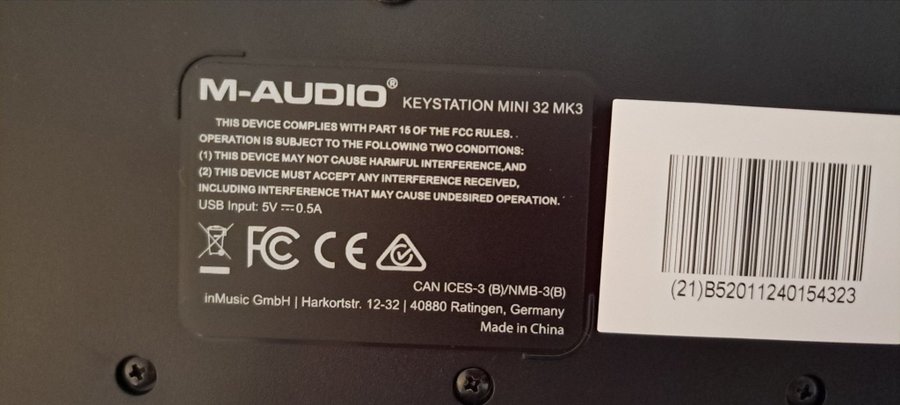 M-AUDIO® KEYSTATION MINI 32 MK3
THIS DEVICE COMPLIES WITH PART 15 OF THE FCC RULES.
OPERATION IS SUBJECT TO THE FOLLOWING TWO CONDITIONS:
(1) THIS DEVICE MAY NOT CAUSE HARMFUL INTERFERENCE,AND
(2) THIS DEVICE MUST ACCEPT ANY INTERFERENCE RECEIVED,
INCLUDING INTERFERENCE THAT MAY CAUSE UNDESIRED OPERATION.
USB Input: 5V ⎓ 0.5A
FC CE
CAN ICES-3 (B)/NMB-3(B)
inMusic GmbH | Harkortstr. 12-32 | 40880 Ratingen, Germany
Made in China
(21)B52011240154323